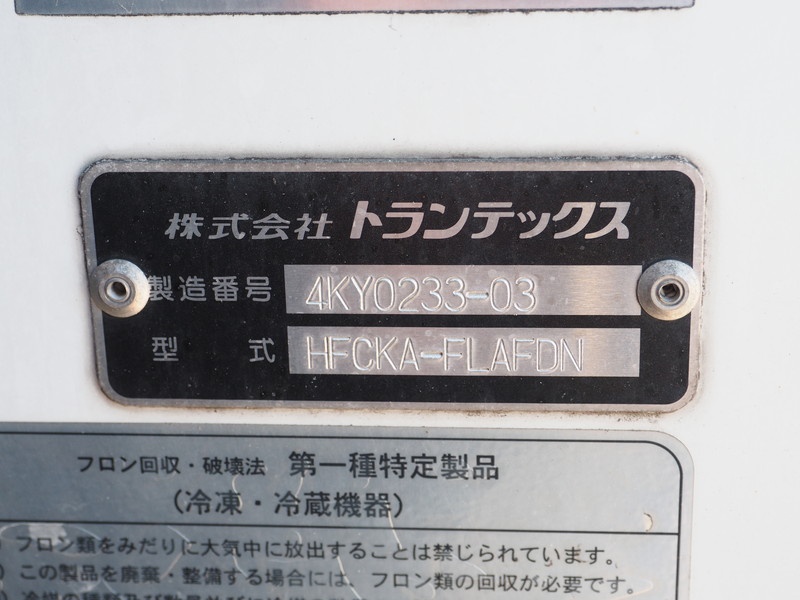 株式会社 トランテックス
製造番号 4KY0233-03
型式 HFCKA-FLAFDN
フロン回収・破壊法 第一種特定製品
(冷凍・冷蔵機器)
フロン類をみだりに大気中に放出することは禁じられています。
) この製品を廃棄・整備する場合には、フロン類の回収が必要です。